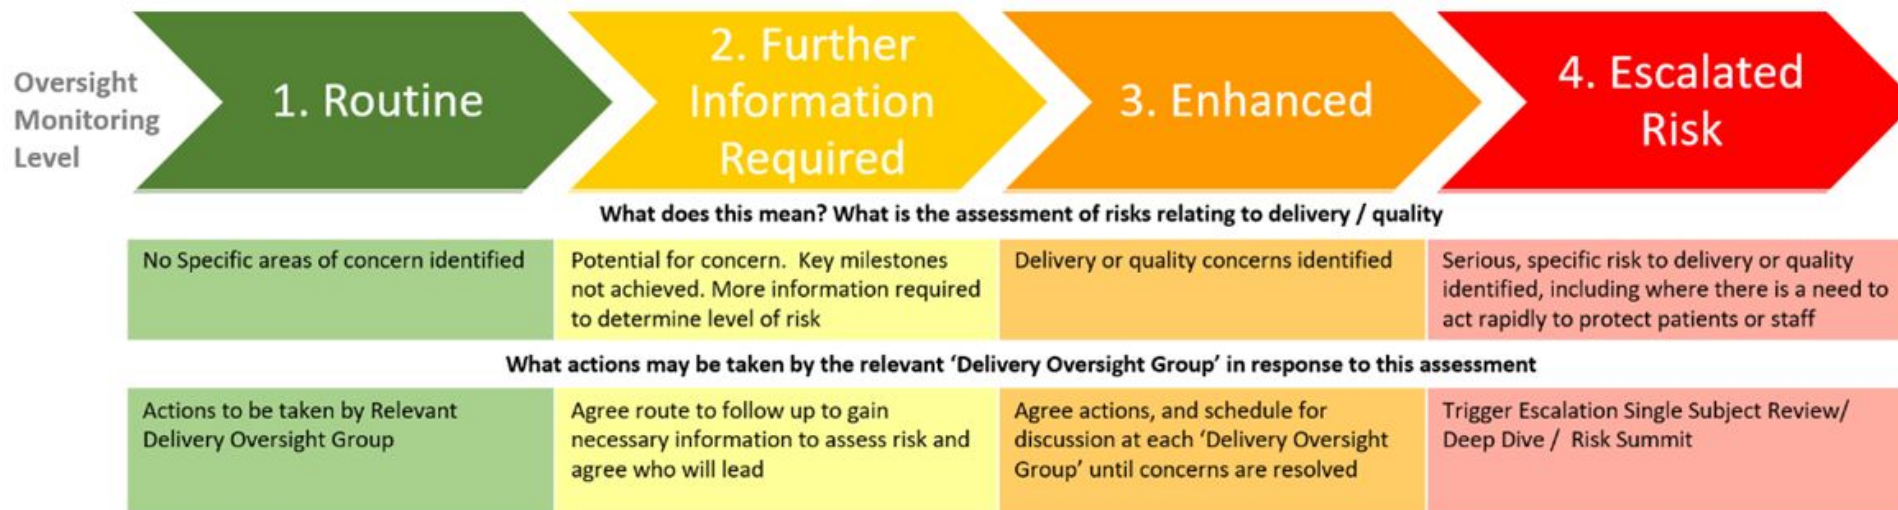 Oversight
Monitoring
Level
1. Routine
2. Further
Information
Required
3. Enhanced
4. Escalated
Risk
What does this mean? What is the assessment of risks relating to delivery / quality
No Specific areas of concern identified
Potential for concern.  Key milestones
not achieved. More information required
to determine level of risk
Delivery or quality concerns identified
Serious, specific risk to delivery or quality
identified, including where there is a need to
act rapidly to protect patients or staff
What actions may be taken by the relevant ‘Delivery Oversight Group’ in response to this assessment
Actions to be taken by Relevant
Delivery Oversight Group
Agree route to follow up to gain
necessary information to assess risk and
agree who will lead
Agree actions, and schedule for
discussion at each ‘Delivery Oversight
Group’ until concerns are resolved
Trigger Escalation Single Subject Review/
Deep Dive /  Risk Summit